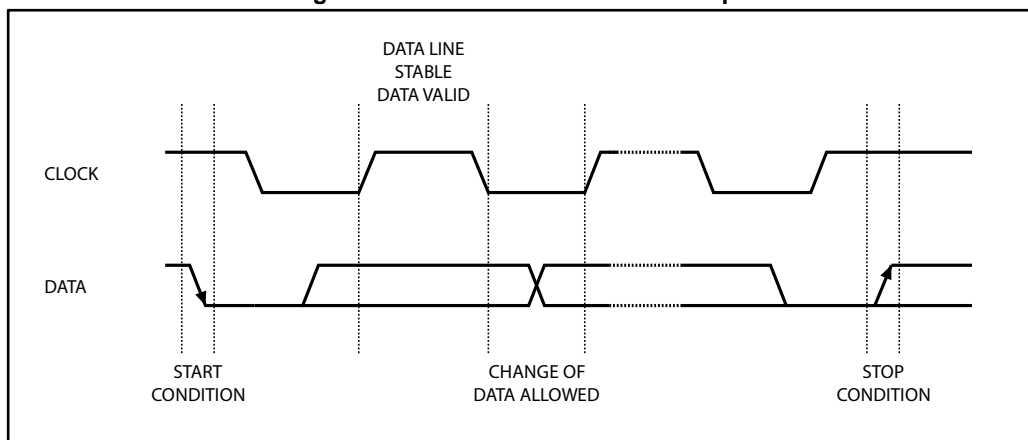 DATA LINE
STABLE
DATA VALID
CLOCK
DATA
START
CONDITION
CHANGE OF
DATA ALLOWED
STOP
CONDITION